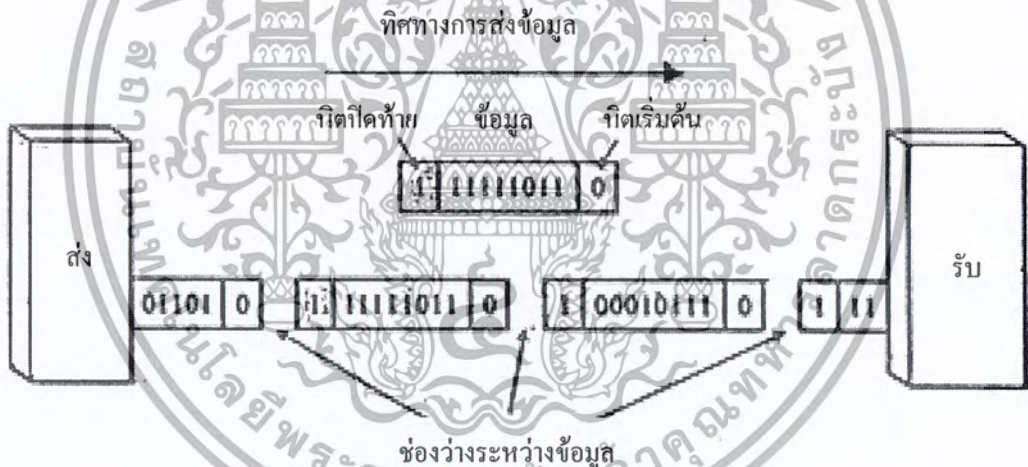 ทิศทางการส่งข้อมูล
บิตปิดท้าย ข้อมูล บิตเริ่มต้น
1 11111011 0
ส่ง
รับ
01101 0 1 11111011 0 1 00010111 0 1 11
ช่องว่างระหว่างข้อมูล